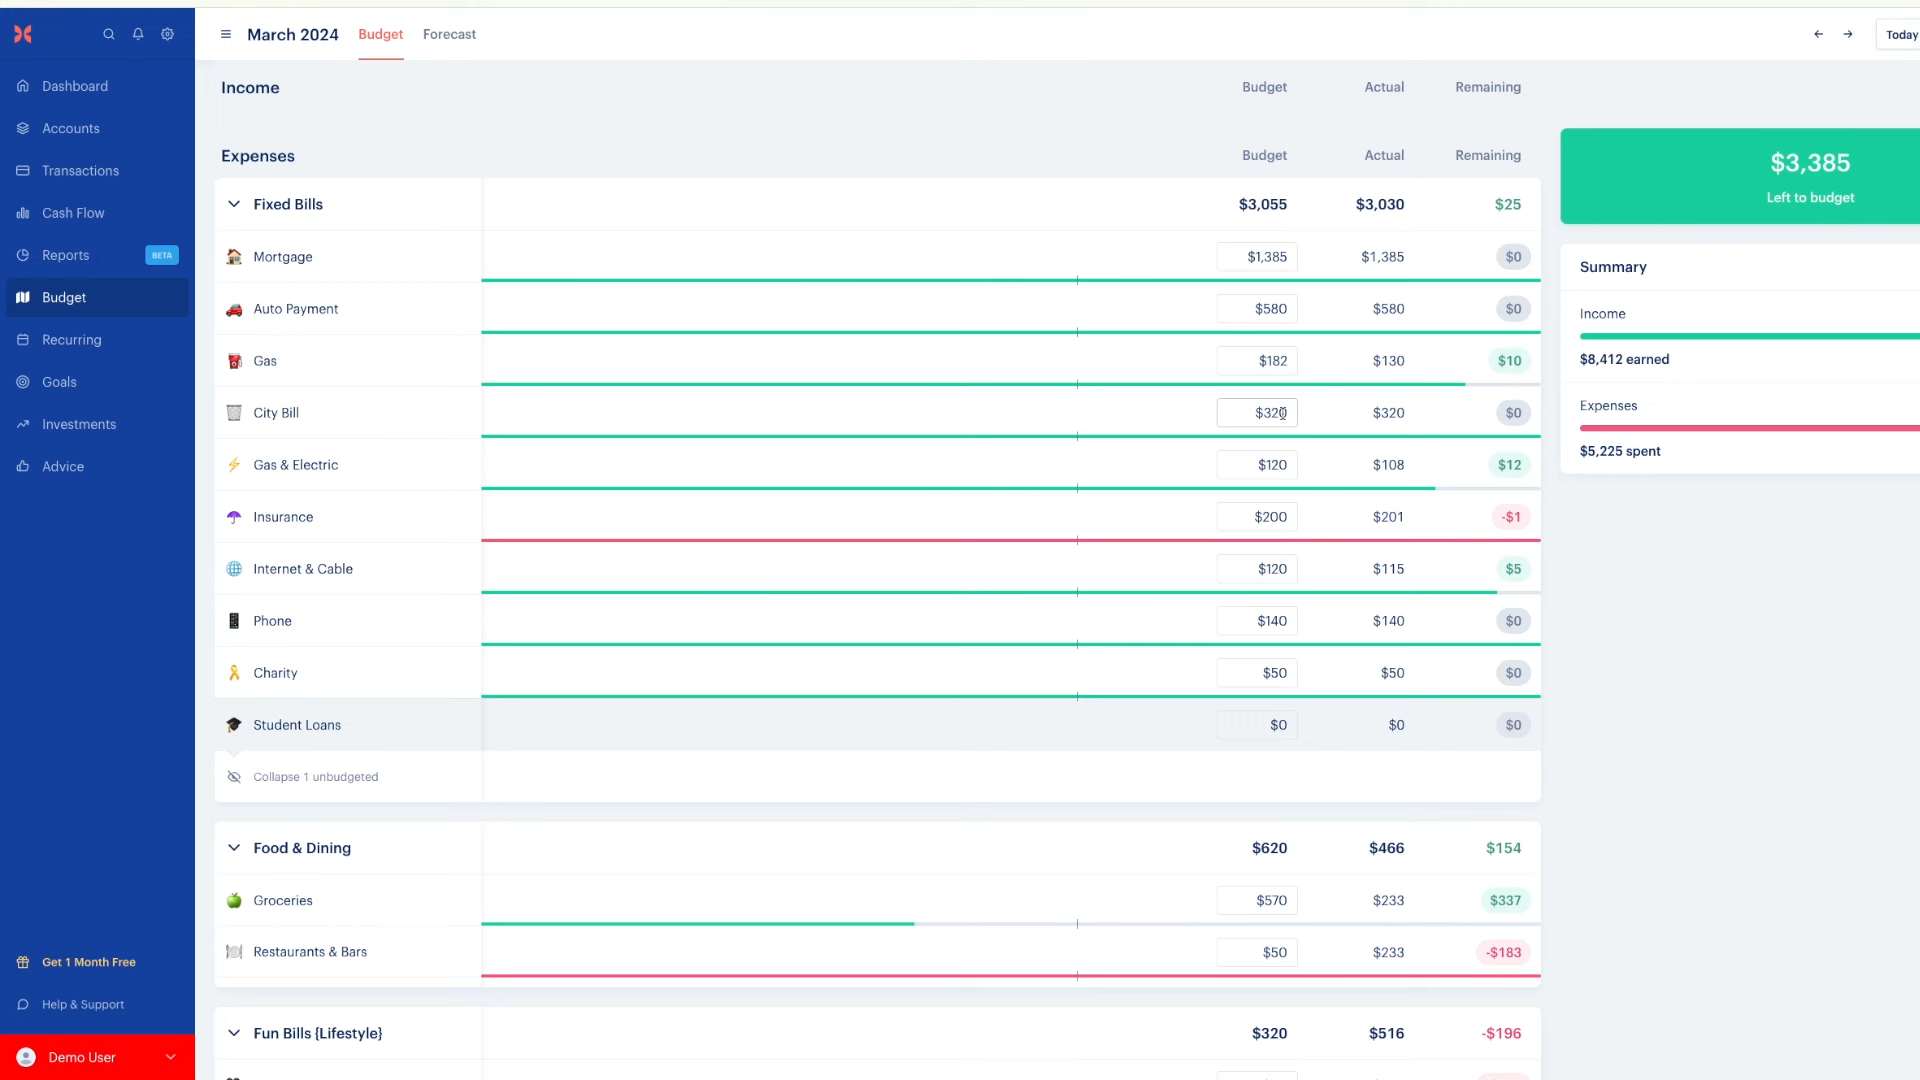 March 2024 Budget Forecast Today
Dashboard
Accounts
Transactions
Cash Flow
Reports BETA
Budget
Recurring
Goals
Investments
Advice
Get 1 Month Free
Help & Support
Demo User
Income Budget Actual Remaining
Expenses Budget Actual Remaining
Fixed Bills $3,055 $3,030 $25
Mortgage $1,385 $1,385 $0
Auto Payment $580 $580 $0
Gas $182 $130 $10
City Bill $320 $320 $0
Gas & Electric $120 $108 $12
Insurance $200 $201 -$1
Internet & Cable $120 $115 $5
Phone $140 $140 $0
Charity $50 $50 $0
Student Loans $0 $0 $0
Collapse 1 unbudgeted
Food & Dining $620 $466 $154
Groceries $570 $233 $337
Restaurants & Bars $50 $233 -$183
Fun Bills {Lifestyle} $320 $516 -$196
$3,385
Left to budget
Summary
Income
$8,412 earned
Expenses
$5,225 spent